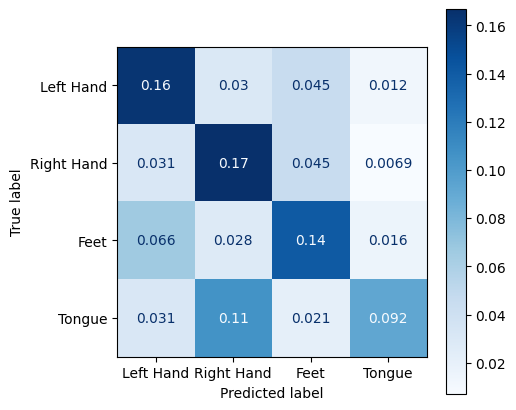 Left Hand 0.16 0.03 0.045 0.012
Right Hand 0.031 0.17 0.045 0.0069
Feet 0.066 0.028 0.14 0.016
Tongue 0.031 0.11 0.021 0.092
Left Hand Right Hand Feet Tongue
Predicted label
True label
0.16
0.14
0.12
0.10
0.08
0.06
0.04
0.02